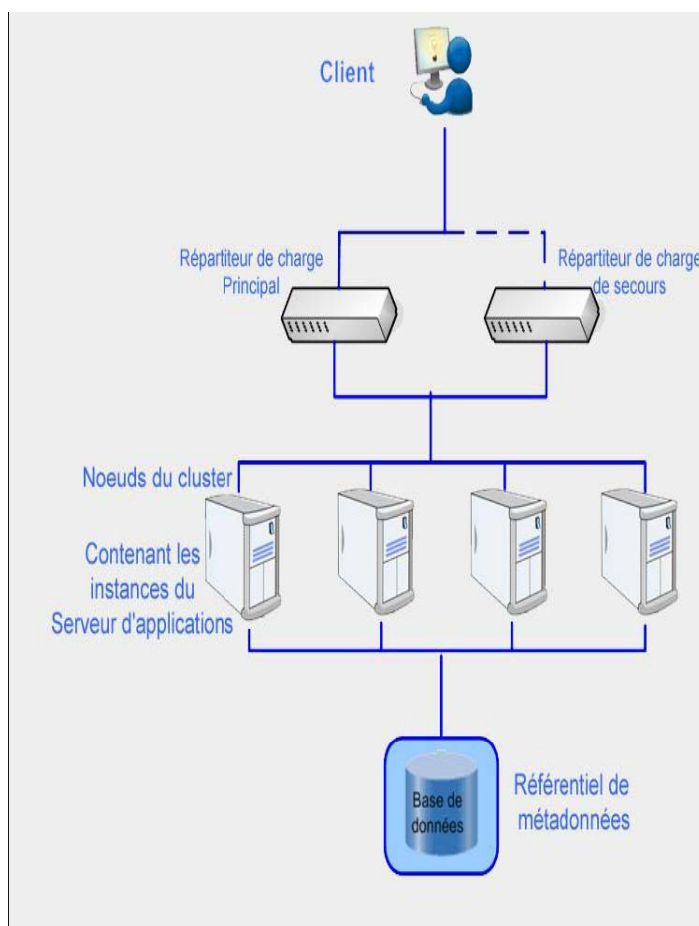 Client
Répartiteur de charge
Principal
Répartiteur de charge
de secours
Noeuds du cluster
Contenant les
instances du
Serveur d'applications
Base de
données
Référentiel de
métadonnées